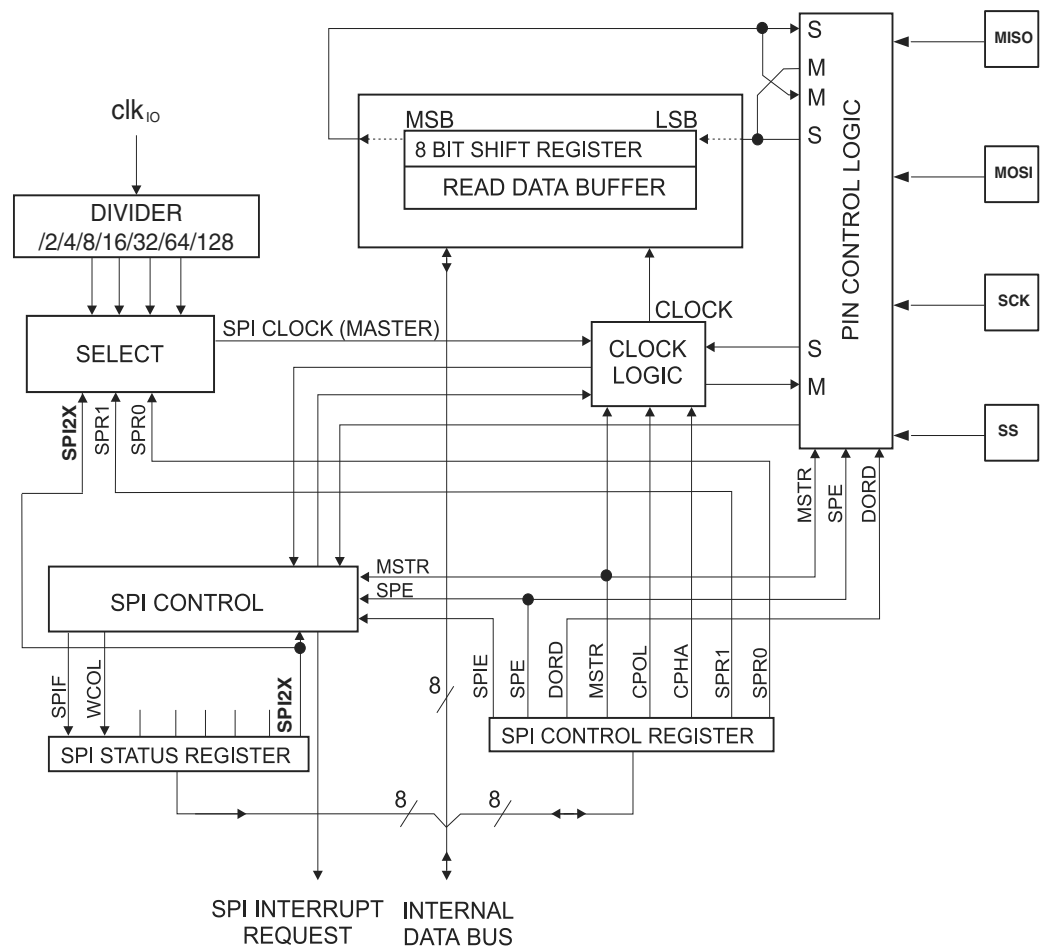 S
MISO
M
M
clk IO
MSB
LSB
8 BIT SHIFT REGISTER
S
READ DATA BUFFER
MOSI
DIVIDER
/2/4/8/16/32/64/128
PIN CONTROL LOGIC
SCK
CLOCK
SPI CLOCK (MASTER)
SELECT
CLOCK
LOGIC
S
M
SPI2X
SPR1
SPR0
SS
MSTR
SPE
DORD
MSTR
SPE
SPI CONTROL
SPIF
WCOL
SPI2X
8
SPIE
SPE
DORD
MSTR
CPOL
CPHA
SPR1
SPR0
SPI STATUS REGISTER
SPI CONTROL REGISTER
8
8
SPI INTERRUPT
REQUEST
INTERNAL
DATA BUS